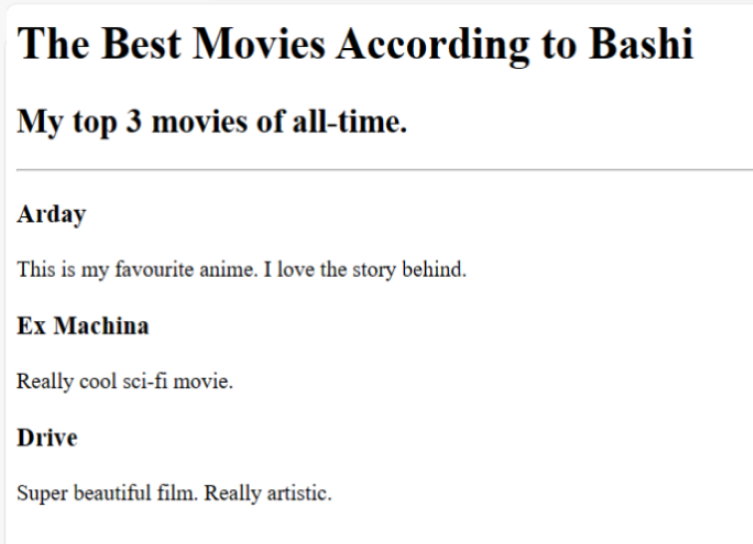 The Best Movies According to Bashi
My top 3 movies of all-time.
Arday
This is my favourite anime. I love the story behind.
Ex Machina
Really cool sci-fi movie.
Drive
Super beautiful film. Really artistic.